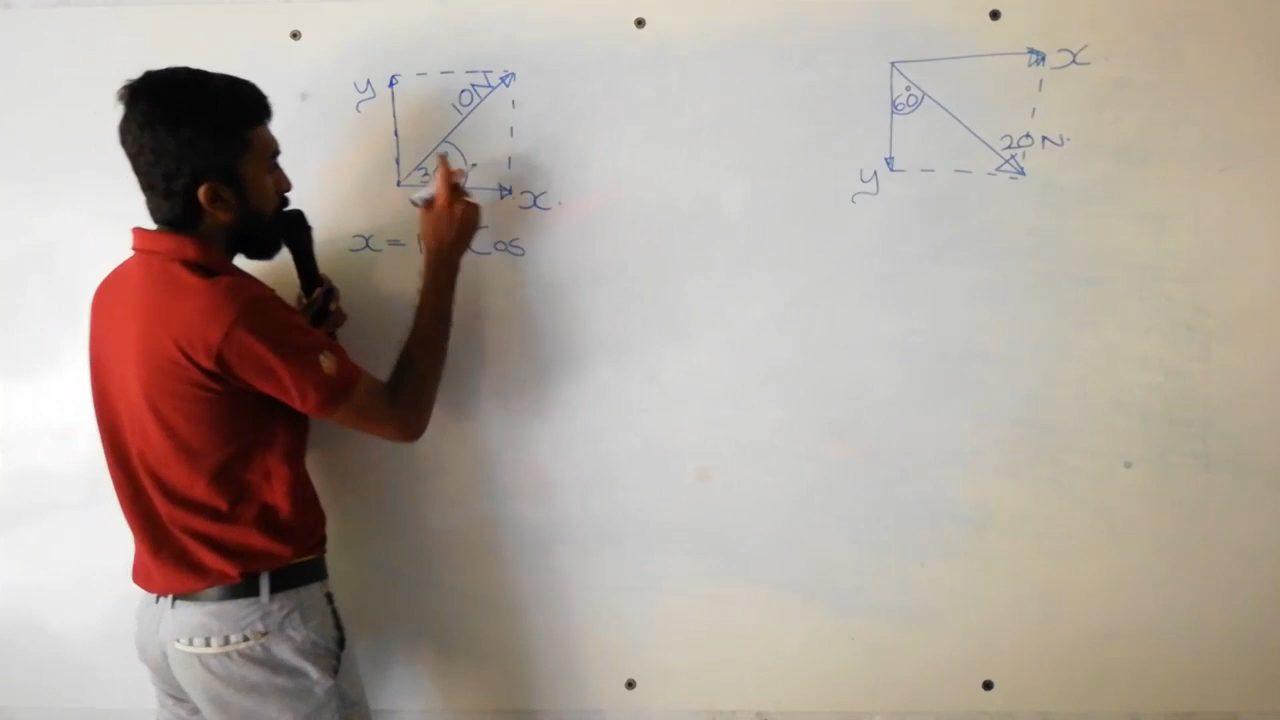 y
10N
x.
x = Cos
x
60°
20 N.
y